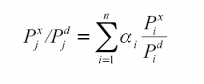 $P_j^x / P_j^d = \sum_{i=1}^{n} \alpha_i \frac{P_i^x}{P_i^d}$